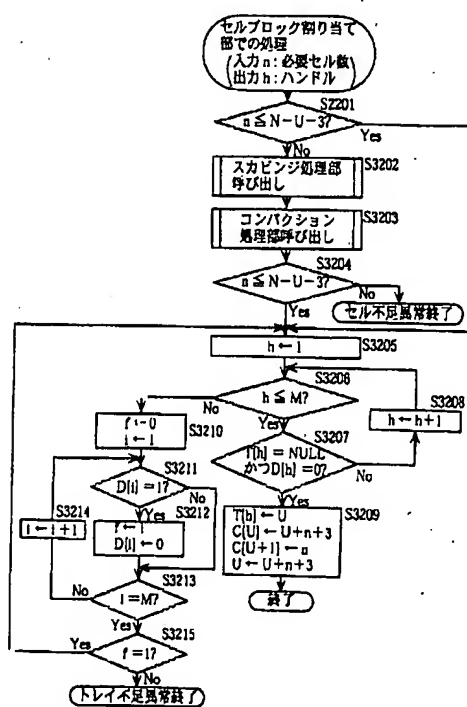 セルブロック割り当て
部での処理
(入力 n : 必要セル数
出力 h : ハンドル)
S2201
n ≦ N−U−3?
Yes
No
スカビンジ処理部
呼び出し
S3202
コンパクション
処理部呼び出し
S3203
S3204
n ≦ N−U−3?
No
Yes
セル不足異常終了
h ← 1
S3205
S3206
h ≦ M?
No
Yes
S3208
h ← h+1
f ← 0
i ← 1
S3210
S3207
T[h] = NULL
かつ D[h] = 0?
No
Yes
S3211
D[i] = 1?
No
Yes
S3214
i ← i+1
S3212
f ← 1
D[i] ← 0
S3209
T[h] ← U
C[U] ← U+n+3
C[U+1] ← n
U ← U+n+3
終了
S3213
i = M?
No
Yes
S3215
f = 1?
Yes
No
トレイ不足異常終了